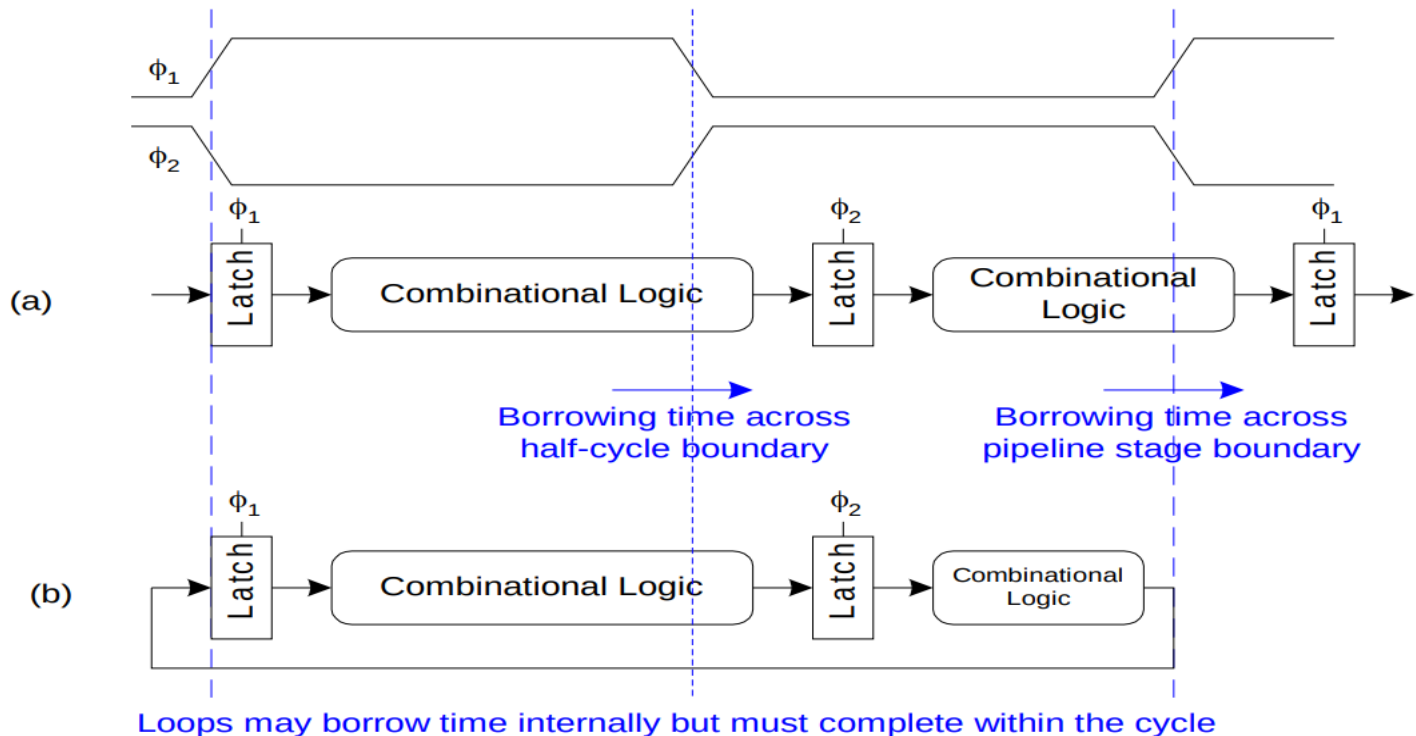 ϕ1
ϕ2
ϕ1
ϕ2
ϕ1
(a)
Latch
Combinational Logic
Latch
Combinational
Logic
Latch
Borrowing time across
half-cycle boundary
Borrowing time across
pipeline stage boundary
ϕ1
ϕ2
(b)
Latch
Combinational Logic
Latch
Combinational
Logic
Loops may borrow time internally but must complete within the cycle